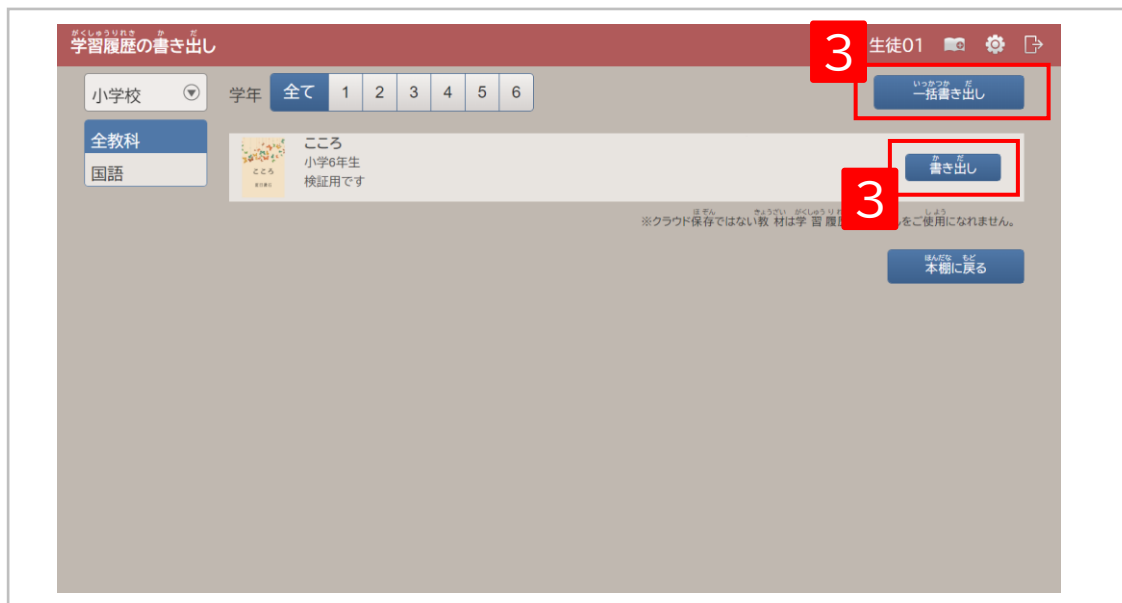 学習履歴の書き出し
3
生徒01
小学校
学年 全て 1 2 3 4 5 6
一括書き出し
全教科
国語
こころ
小学6年生
検証用です
書き出し
3
※クラウド保存ではない教材は学習履
をご使用になれません。
本棚に戻る